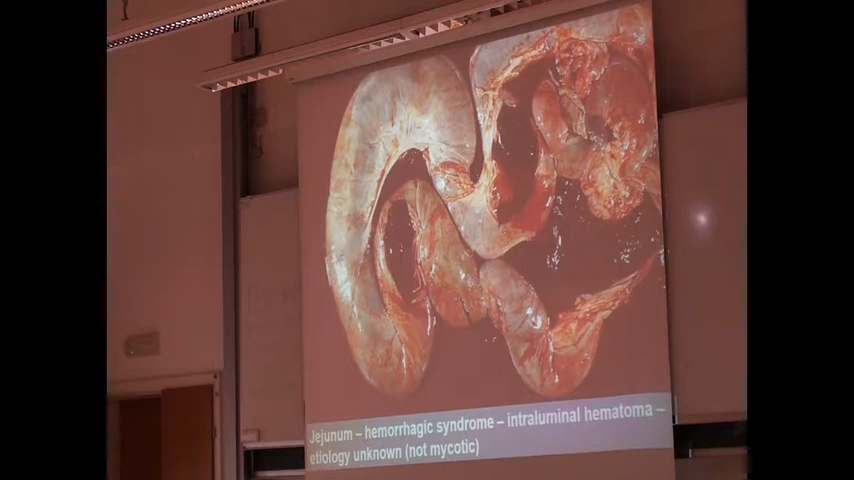 Jejunum – hemorrhagic syndrome – intraluminal hematoma –
etiology unknown (not mycotic)